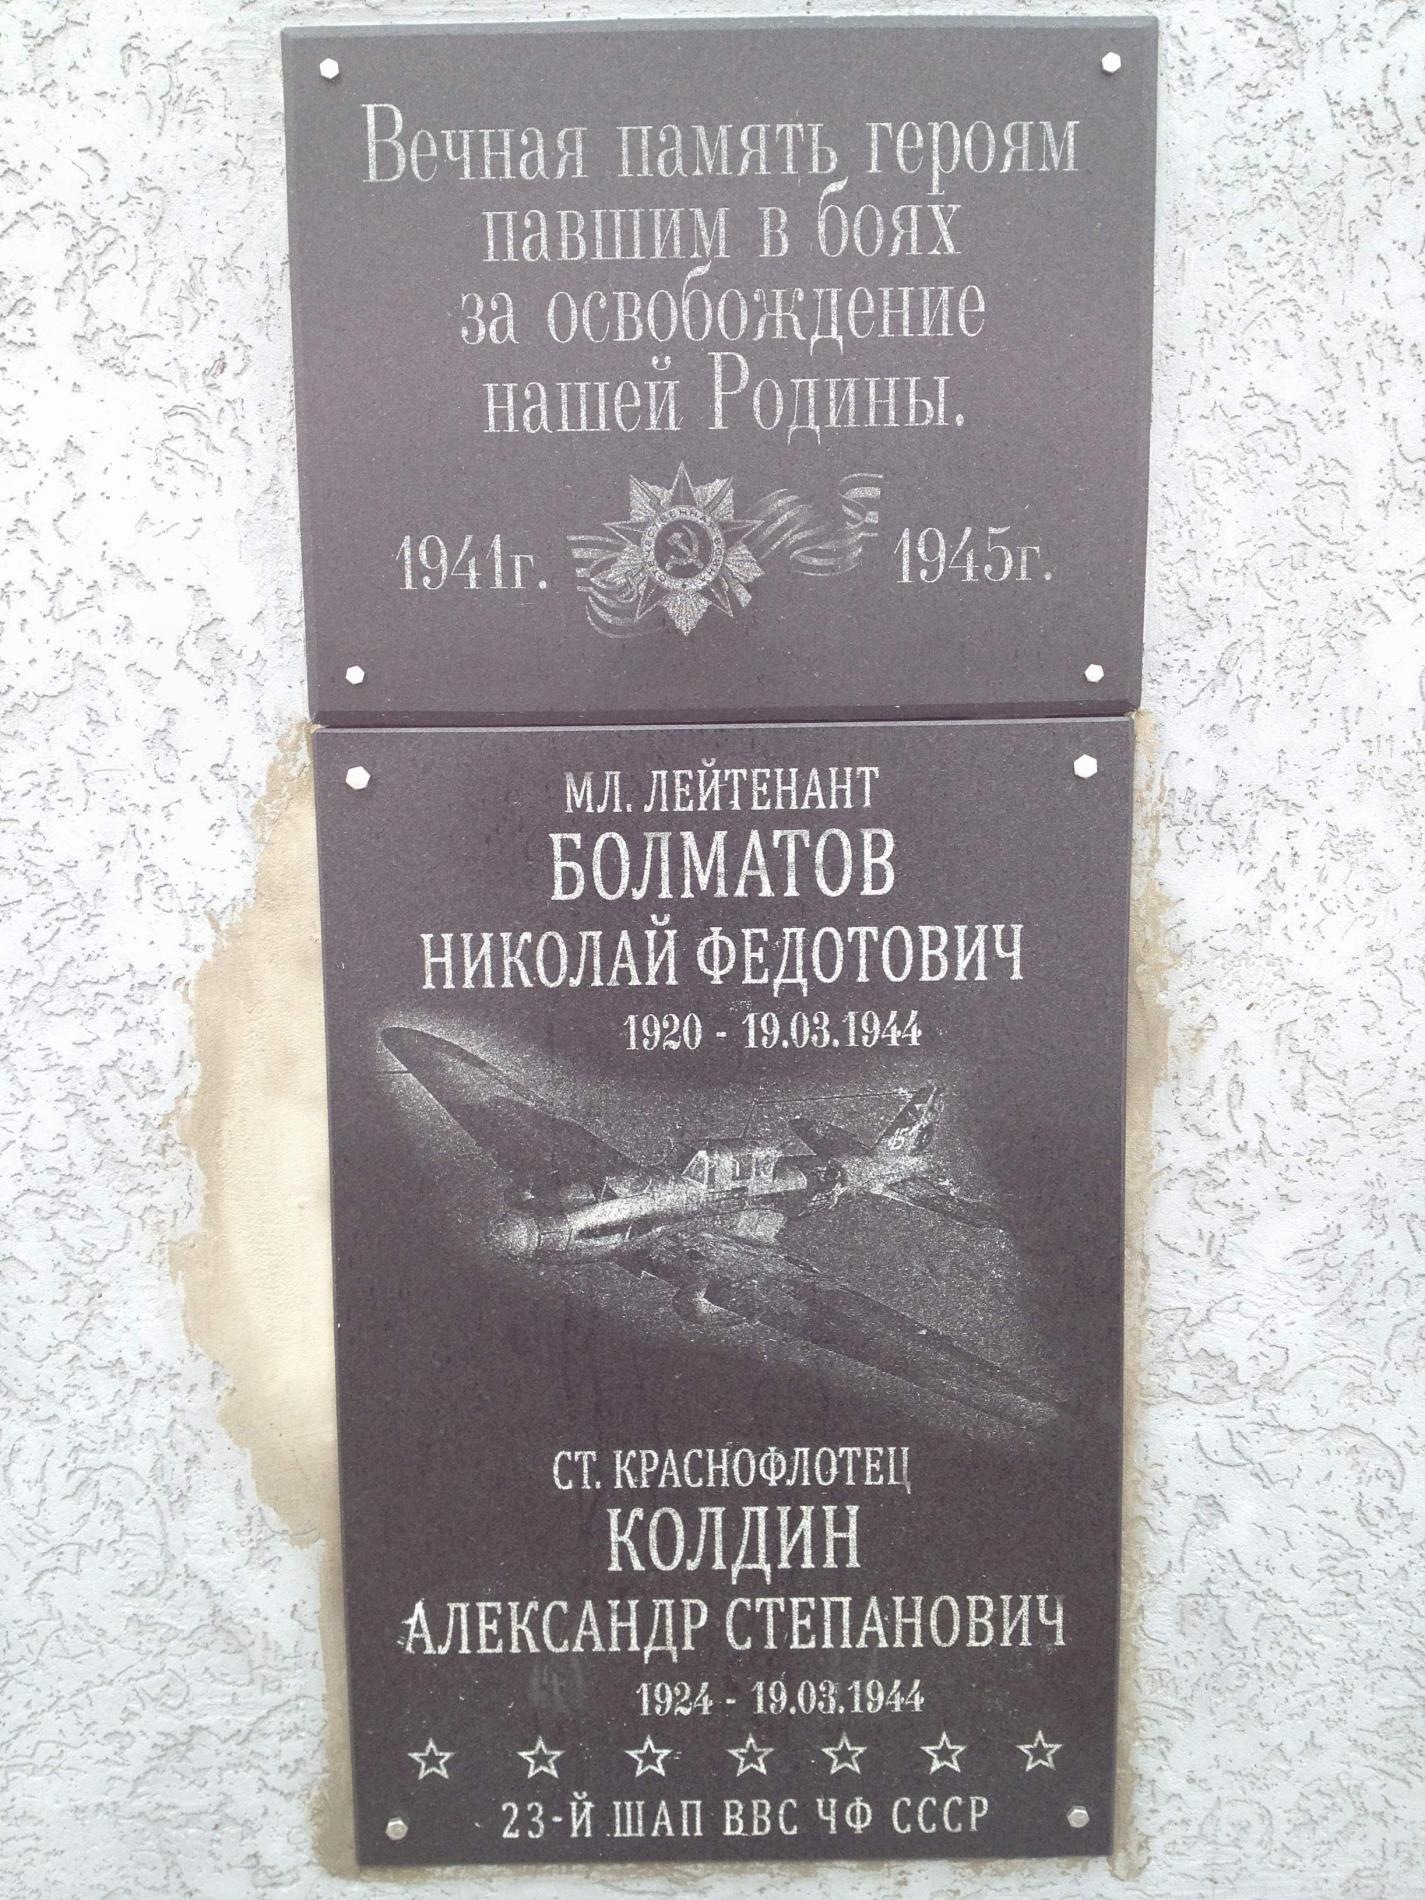 Вечная память героям
павшим в боях
за освобождение
нашей Родины.
1941г. 1945г.
МЛ. ЛЕЙТЕНАНТ
БОЛМАТОВ
НИКОЛАЙ ФЕДОТОВИЧ
1920 - 19.03.1944
СТ. КРАСНОФЛОТЕЦ
КОЛДИН
АЛЕКСАНДР СТЕПАНОВИЧ
1924 - 19.03.1944
23-Й ШАП ВВС ЧФ СССР